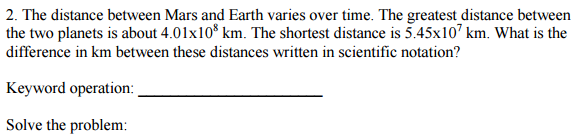 2. The distance between Mars and Earth varies over time. The greatest distance between
the two planets is about 4.01x10⁸ km. The shortest distance is 5.45x10⁷ km. What is the
difference in km between these distances written in scientific notation?
Keyword operation: ____________________
Solve the problem: